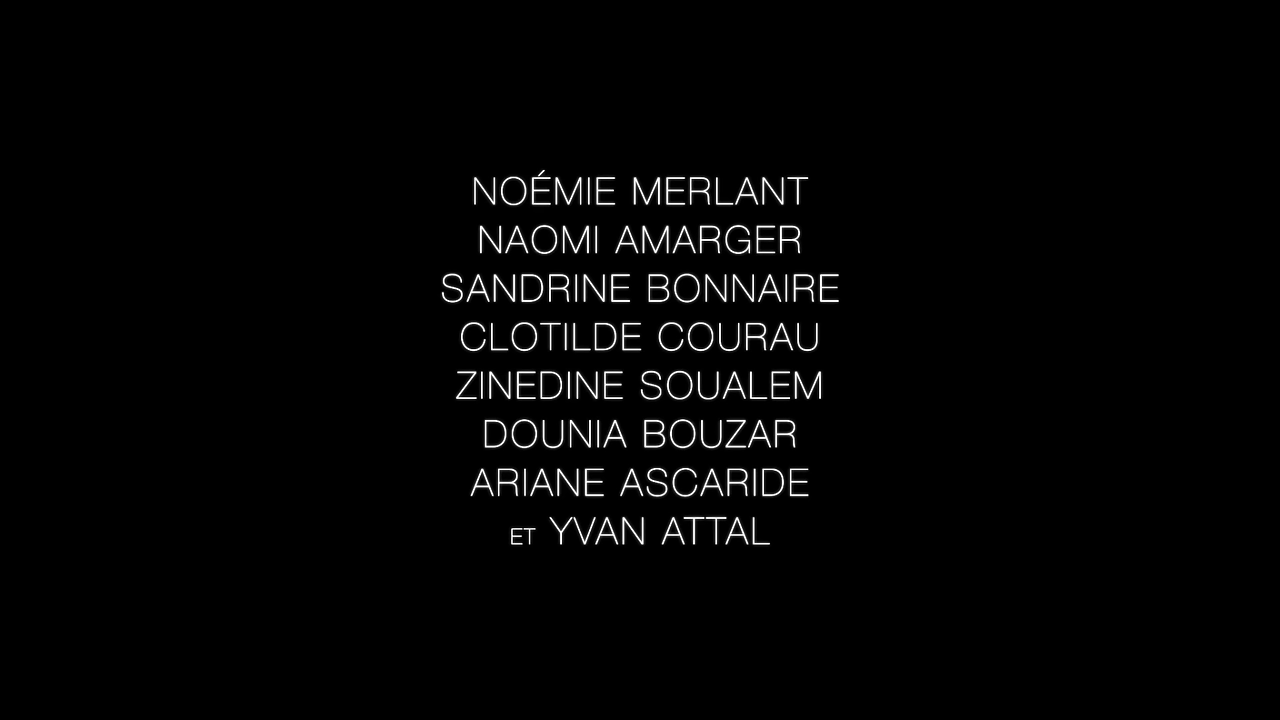 NOÉMIE MERLANT
NAOMI AMARGER
SANDRINE BONNAIRE
CLOTILDE COURAU
ZINEDINE SOUALEM
DOUNIA BOUZAR
ARIANE ASCARIDE
ET YVAN ATTAL